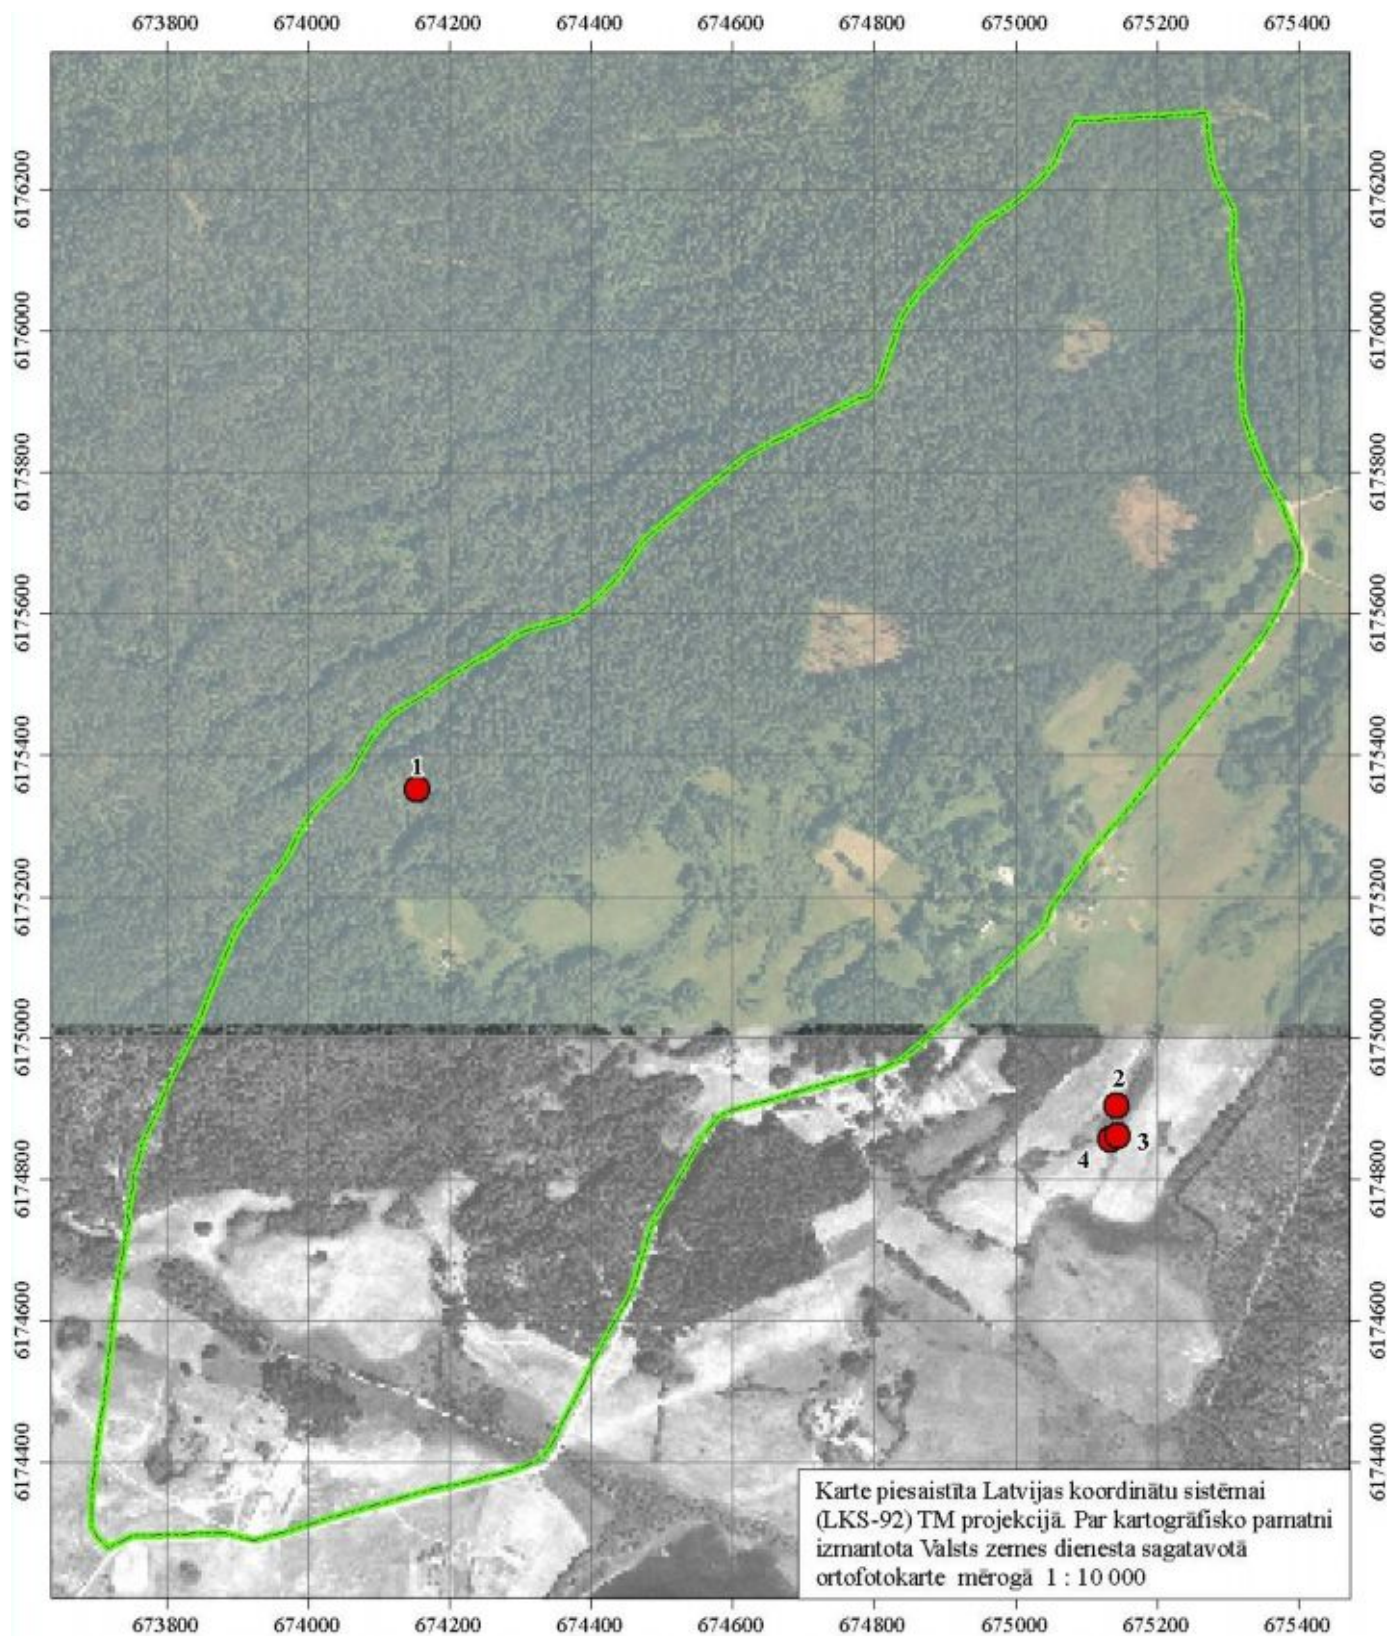 673800 674000 674200 674400 674600 674800 675000 675200 675400
6176200 6176200
6176000 6176000
6175800 6175800
6175600 6175600
6175400 6175400
1
6175200 6175200
6175000 6175000
2
3
4
6174800 6174800
6174600 6174600
6174400 6174400
Karte piesaistīta Latvijas koordinātu sistēmai
(LKS-92) TM projekcijā. Par kartogrāfisko pamatni
izmantota Valsts zemes dienesta sagatavotā
ortofotokarte mērogā 1 : 10 000
673800 674000 674200 674400 674600 674800 675000 675200 675400